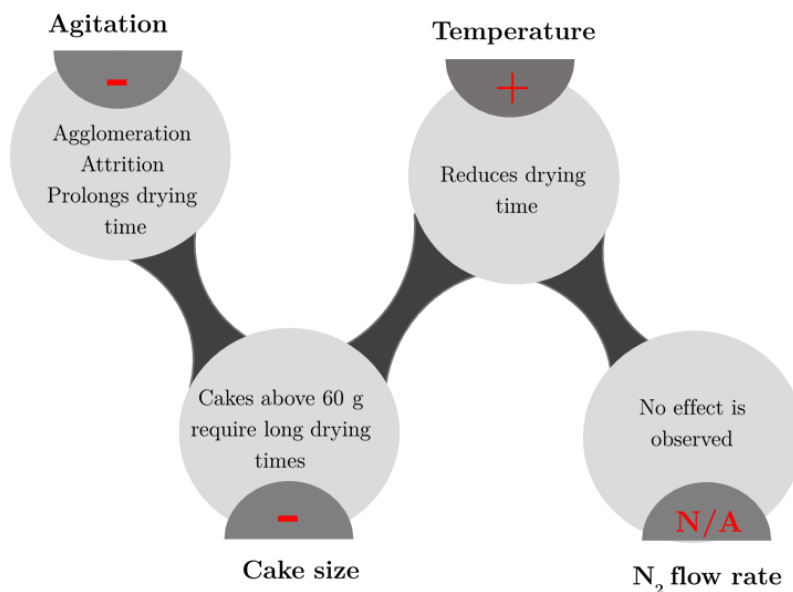 Agitation
-
Agglomeration
Attrition
Prolongs drying
time
Temperature
+
Reduces drying
time
Cakes above 60 g
require long drying
times
-
Cake size
No effect is
observed
N/A
N₂ flow rate